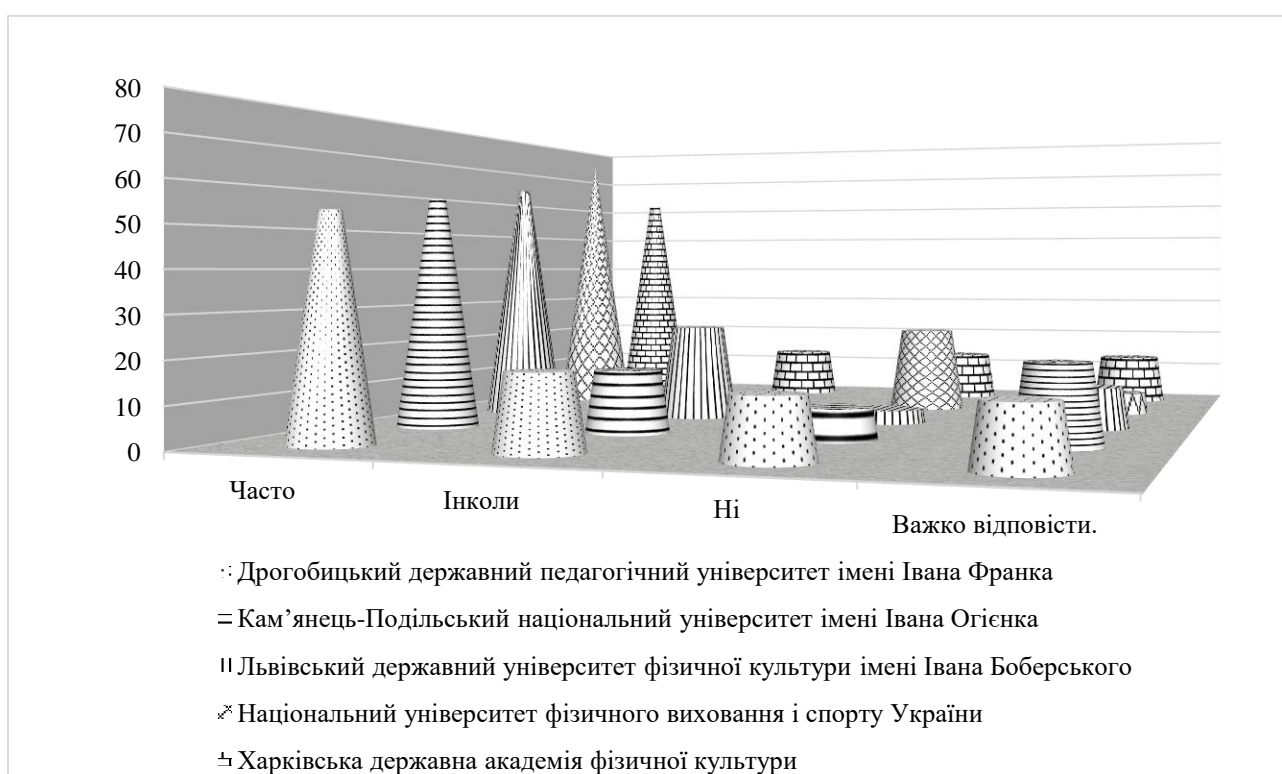 80
70
60
50
40
30
20
10
0
Часто
Інколи
Ні
Важко відповісти.
Дрогобицький державний педагогічний університет імені Івана Франка
Кам’янець-Подільський національний університет імені Івана Огієнка
Львівський державний університет фізичної культури імені Івана Боберського
Національний університет фізичного виховання і спорту України
Харківська державна академія фізичної культури